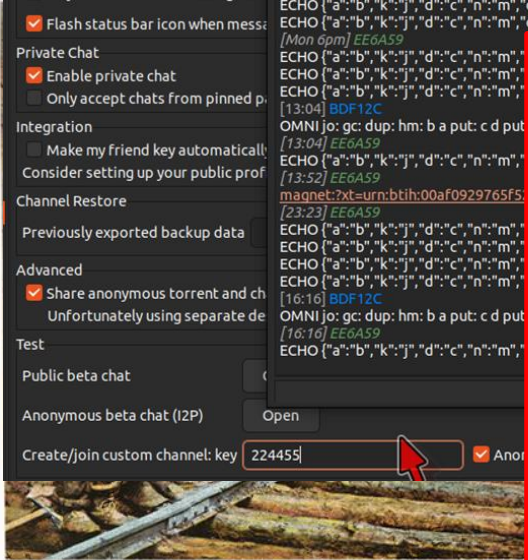 Flash status bar icon when messa
Private Chat
Enable private chat
Only accept chats from pinned pa
Integration
Make my friend key automatically
Consider setting up your public prof
Channel Restore
Previously exported backup data
Advanced
Share anonymous torrent and ch
Unfortunately using separate de
Test
Public beta chat
Anonymous beta chat (I2P) Open
Create/join custom channel: key 224455 Anor
ECHO {"a":"b","k":"j","d":"c","n":"m","
ECHO {"a":"b","k":"j","d":"c","n":"m","
[Mon 6pm] EE6A59
ECHO {"a":"b","k":"j","d":"c","n":"m","
ECHO {"a":"b","k":"j","d":"c","n":"m","
ECHO {"a":"b","k":"j","d":"c","n":"m","
[13:04] BDF12C
OMNI jo: gc: dup: hm: b a put: c d put
[13:04] EE6A59
ECHO {"a":"b","k":"j","d":"c","n":"m","
[13:52] EE6A59
magnet:?xt=urn:btih:00af0929765f52
[23:23] EE6A59
ECHO {"a":"b","k":"j","d":"c","n":"m","
ECHO {"a":"b","k":"j","d":"c","n":"m","
ECHO {"a":"b","k":"j","d":"c","n":"m","
ECHO {"a":"b","k":"j","d":"c","n":"m","
[16:16] BDF12C
OMNI jo: gc: dup: hm: b a put: c d put
[16:16] EE6A59
ECHO {"a":"b","k":"j","d":"c","n":"m","